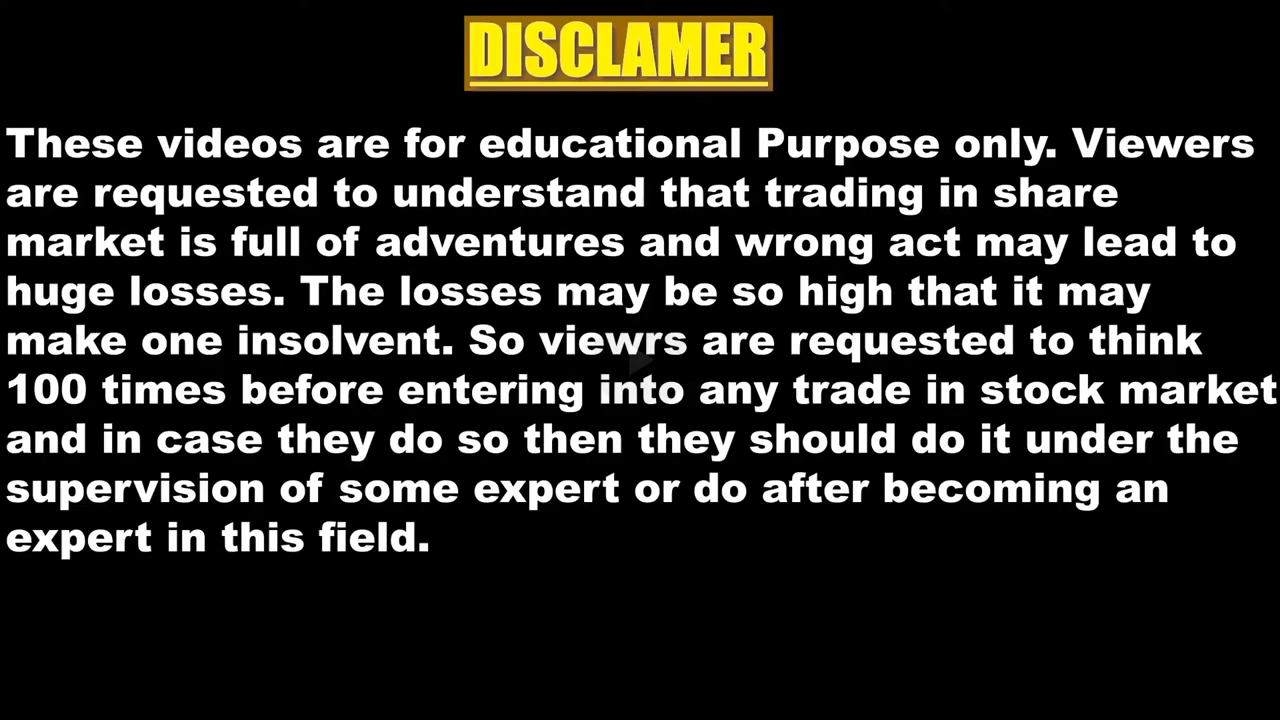 DISCLAMER
These videos are for educational Purpose only. Viewers
are requested to understand that trading in share
market is full of adventures and wrong act may lead to
huge losses. The losses may be so high that it may
make one insolvent. So viewrs are requested to think
100 times before entering into any trade in stock market
and in case they do so then they should do it under the
supervision of some expert or do after becoming an
expert in this field.